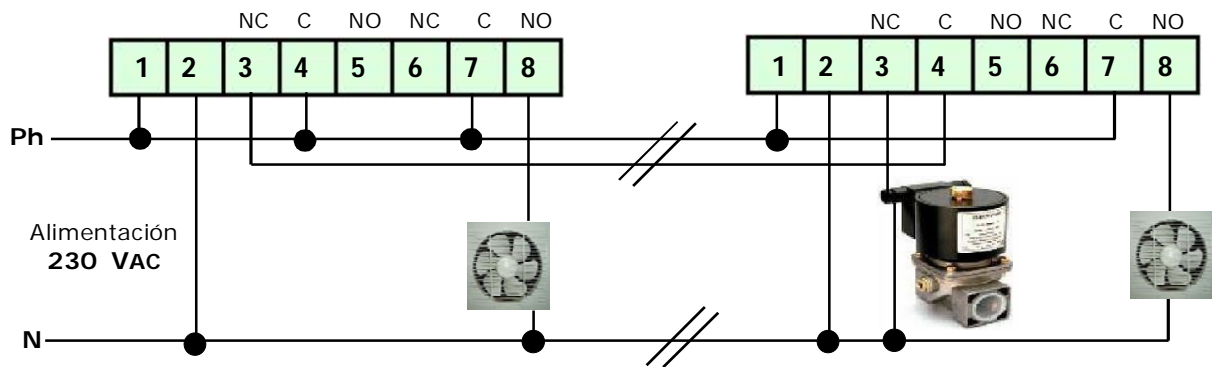 NC C NO NC C NO
NC C NO NC C NO
1 2 3 4 5 6 7 8
1 2 3 4 5 6 7 8
Ph
Alimentación
230 VAC
N